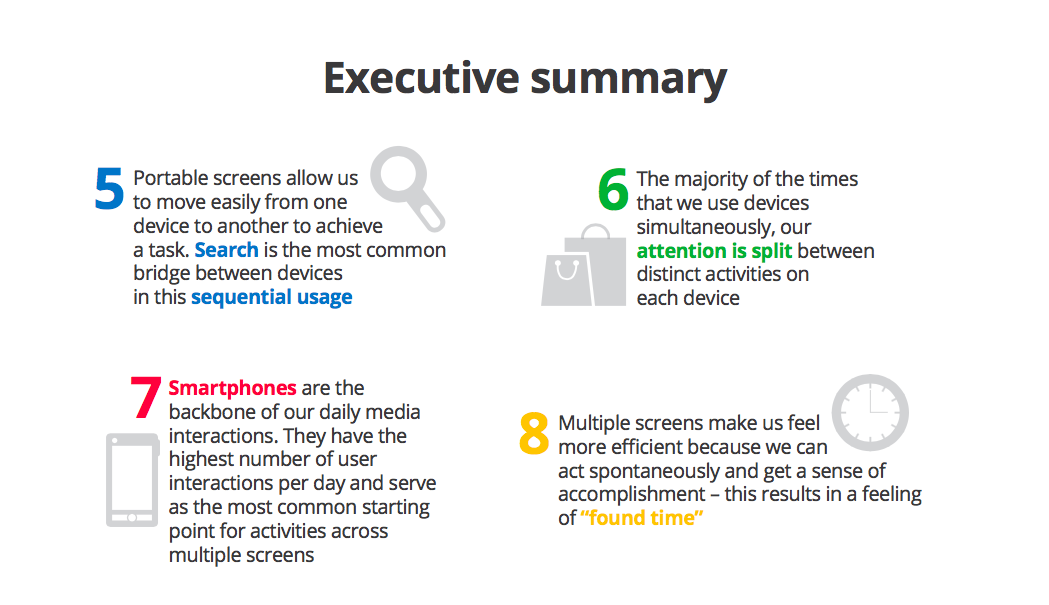 Executive summary
5
Portable screens allow us
to move easily from one
device to another to achieve
a task. Search is the most common
bridge between devices
in this sequential usage
6
The majority of the times
that we use devices
simultaneously, our
attention is split between
distinct activities on
each device
7
Smartphones are the
backbone of our daily media
interactions. They have the
highest number of user
interactions per day and serve
as the most common starting
point for activities across
multiple screens
8
Multiple screens make us feel
more efficient because we can
act spontaneously and get a sense of
accomplishment – this results in a feeling
of “found time”